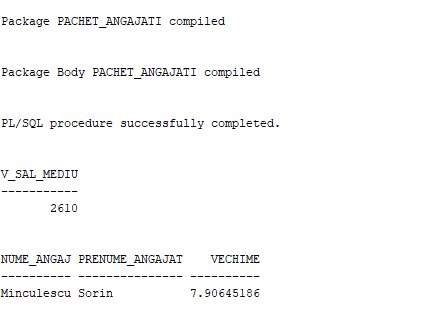 Package PACHET_ANGAJATI compiled
Package Body PACHET_ANGAJATI compiled
PL/SQL procedure successfully completed.
V_SAL_MEDIU
-----------
2610
NUME_ANGAJ PRENUME_ANGAJAT VECHIME
---------- --------------- ----------
Minculescu Sorin 7.90645186